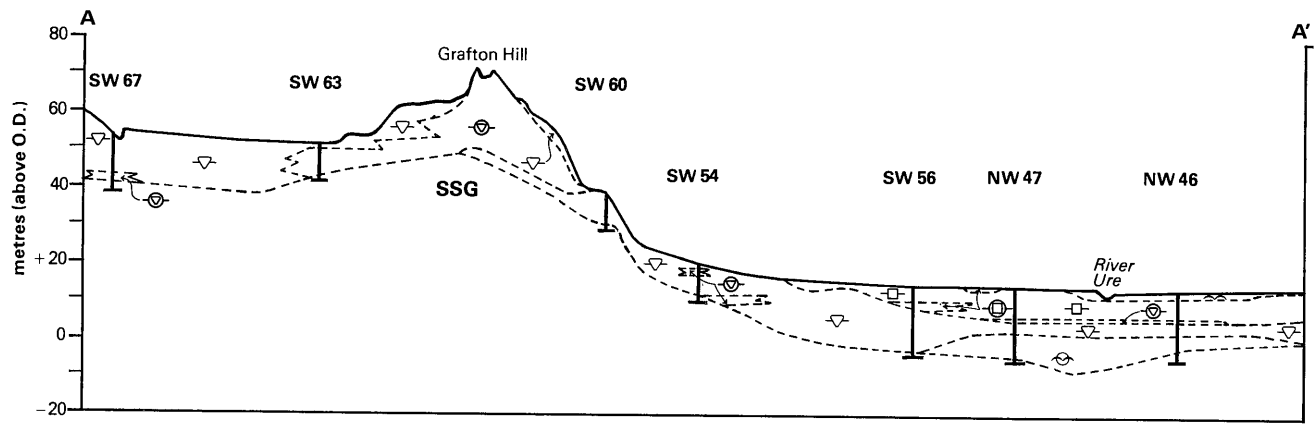 A
A'
80
60
40
+20
0
−20
metres (above O.D.)
Grafton Hill
SW 67
SW 63
SW 60
SSG
SW 54
SW 56
NW 47
NW 46
River
Ure